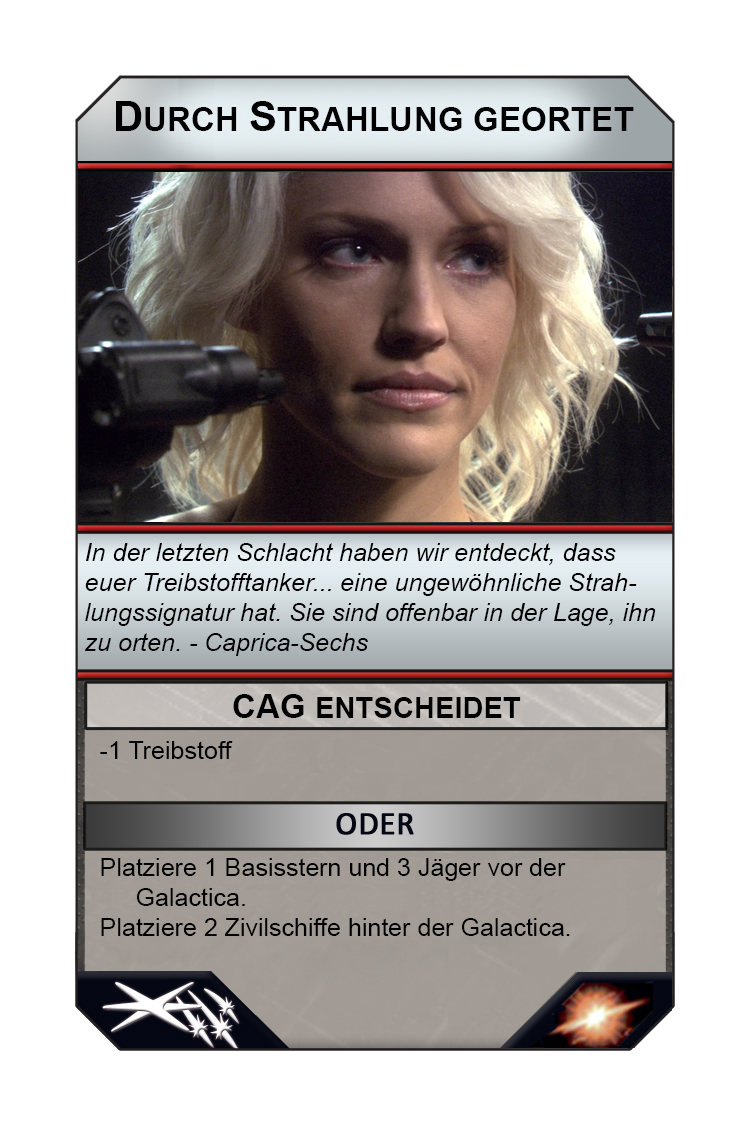 DURCH STRAHLUNG GEORTET
In der letzten Schlacht haben wir entdeckt, dass
euer Treibstofftanker... eine ungewöhnliche Strah-
lungssignatur hat. Sie sind offenbar in der Lage, ihn
zu orten. - Caprica-Sechs
CAG ENTSCHEIDET
-1 Treibstoff
ODER
Platziere 1 Basisstern und 3 Jäger vor der
Galactica.
Platziere 2 Zivilschiffe hinter der Galactica.